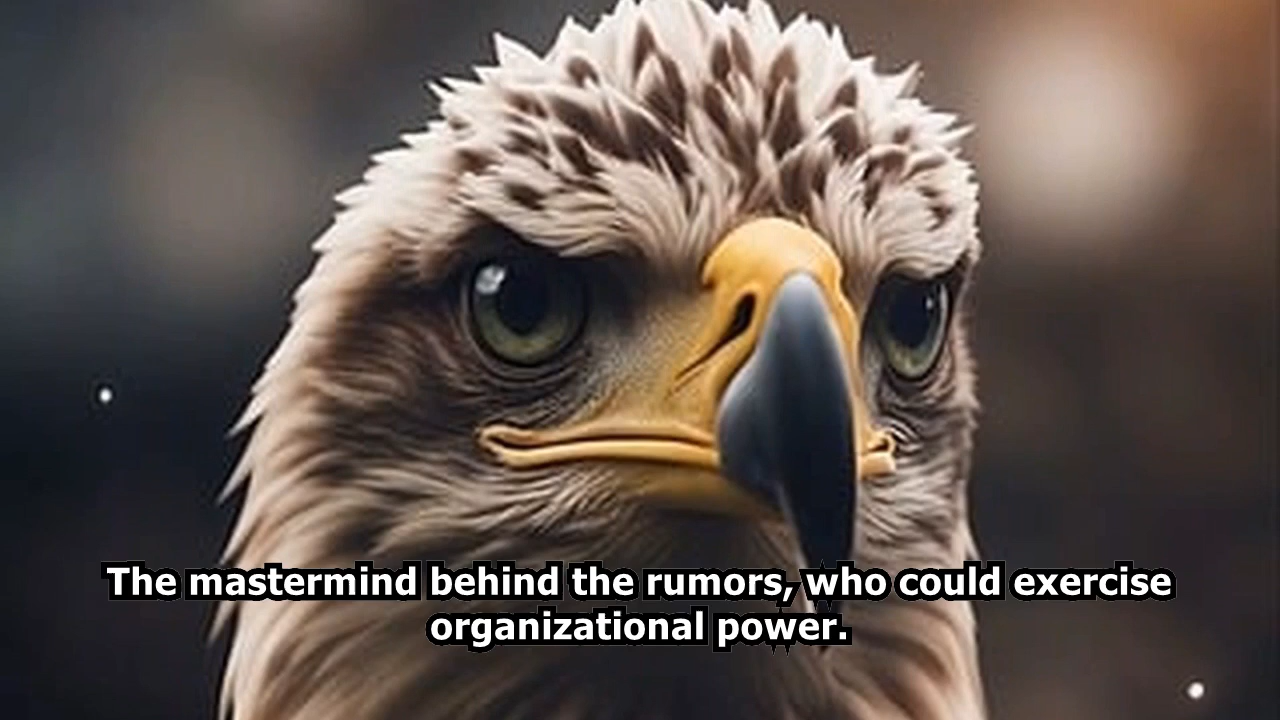 The mastermind behind the rumors, who could exercise
organizational power.